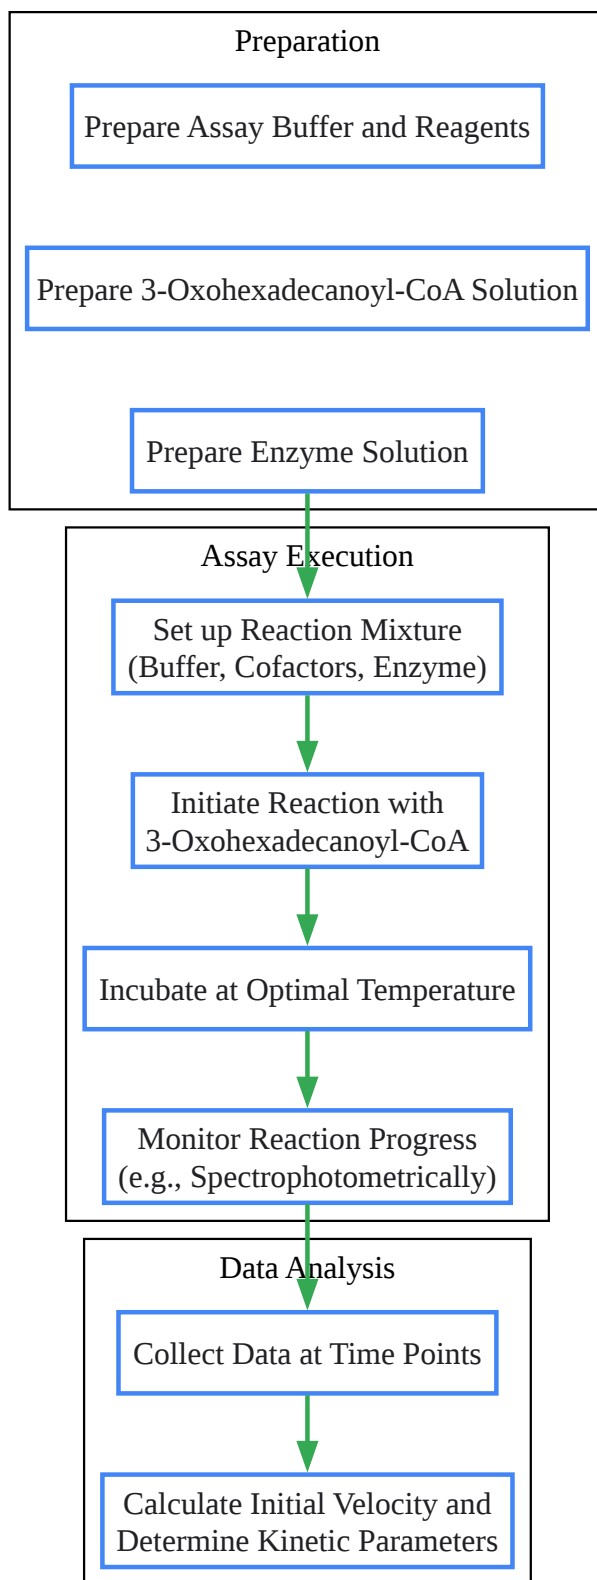 Preparation
Prepare Assay Buffer and Reagents
Prepare 3-Oxohexadecanoyl-CoA Solution
Prepare Enzyme Solution
Assay Execution
Set up Reaction Mixture
(Buffer, Cofactors, Enzyme)
Initiate Reaction with
3-Oxohexadecanoyl-CoA
Incubate at Optimal Temperature
Monitor Reaction Progress
(e.g., Spectrophotometrically)
Data Analysis
Collect Data at Time Points
Calculate Initial Velocity and
Determine Kinetic Parameters